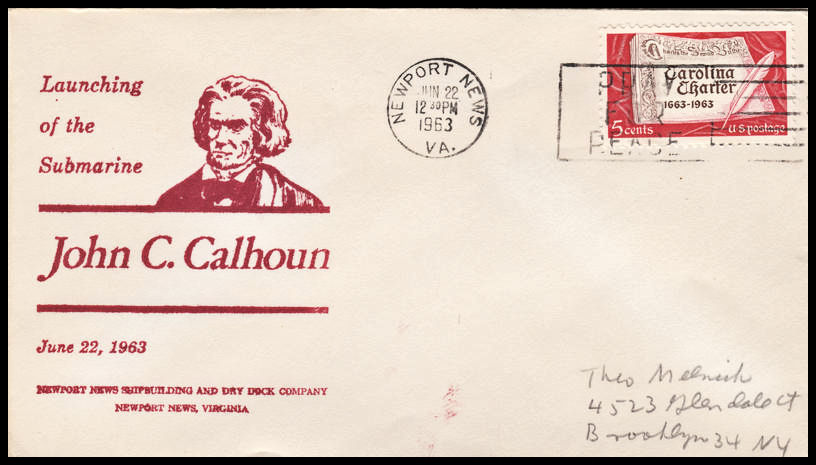 Launching
of the
Submarine
John C. Calhoun
June 22, 1963
NEWPORT NEWS SHIPBUILDING AND DRY DOCK COMPANY
NEWPORT NEWS, VIRGINIA
NEWPORT NEWS
JUN 22
12 30 PM
1963
VA.
PRAY
FOR
PEACE
Carolina
Charter
1663-1963
5 cents U S postage
Theo
4523 Glendale Ct
Brooklyn 34 NY